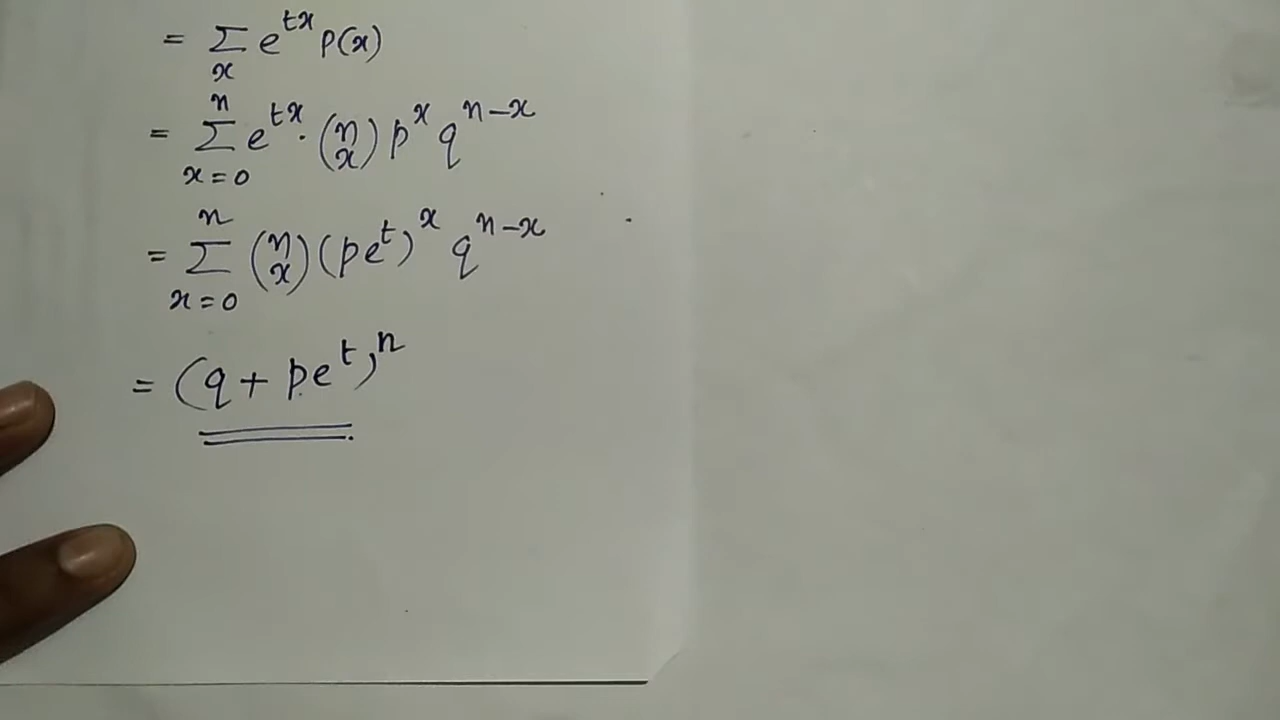 = Σ_x e^{tx} p(x)
= Σ_{x=0}^{n} e^{tx} · (n x) p^x q^{n-x}
= Σ_{x=0}^{n} (n x) (pe^t)^x q^{n-x}
= (q + pe^t)^n